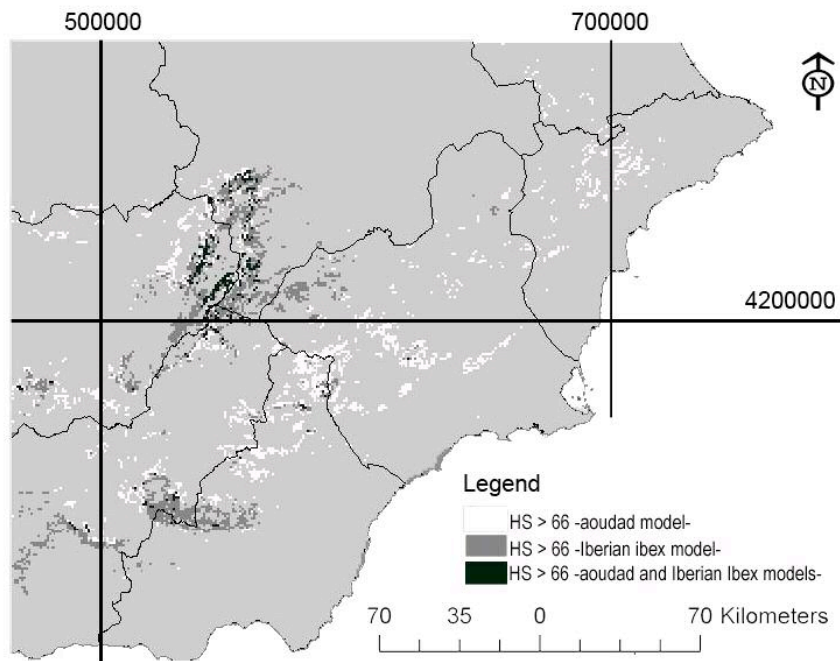 500000
700000
N
4200000
Legend
HS > 66 -aoudad model-
HS > 66 -Iberian ibex model-
HS > 66 -aoudad and Iberian Ibex models-
70 35 0 70 Kilometers